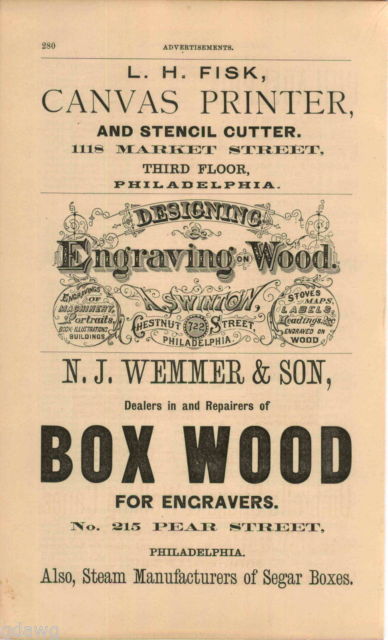 280
ADVERTISEMENTS.
L. H. FISK,
CANVAS PRINTER,
AND STENCIL CUTTER.
1118 MARKET STREET,
THIRD FLOOR,
PHILADELPHIA.
DESIGNING
&
Engraving on Wood.
SWINTON,
CHESTNUT 722 STREET,
PHILADELPHIA.
ENGRAVINGS
OF
MACHINERY,
Portraits,
BOOK ILLUSTRATIONS,
BUILDINGS
STOVES
MAPS,
LABELS,
Headings, &c
ENGRAVED ON
WOOD
N. J. WEMMER & SON,
Dealers in and Repairers of
BOX WOOD
FOR ENGRAVERS.
No. 215 PEAR STREET,
PHILADELPHIA.
Also, Steam Manufacturers of Segar Boxes.
gdawg